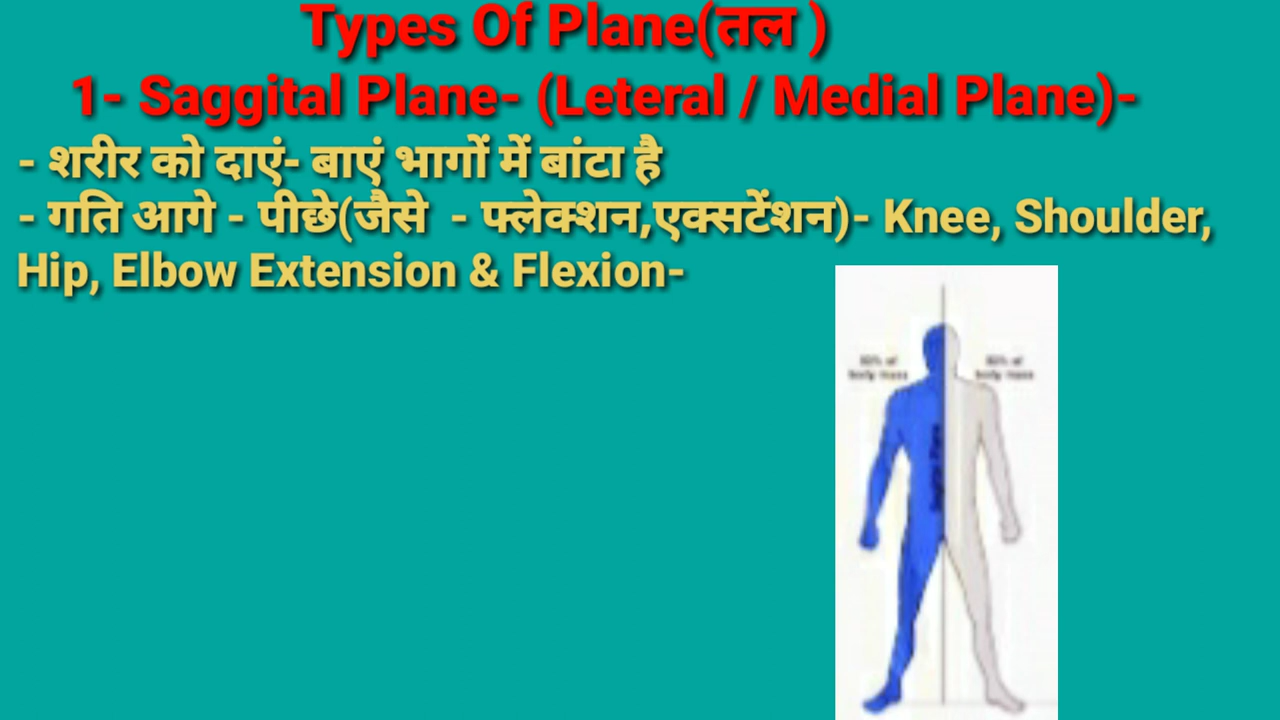 Types Of Plane(तल )
1- Saggital Plane- (Leteral / Medial Plane)-
- शरीर को दाएं- बाएं भागों में बांटा है
- गति आगे - पीछे(जैसे - फ्लेक्शन,एक्सटेंशन)- Knee, Shoulder,
Hip, Elbow Extension & Flexion-